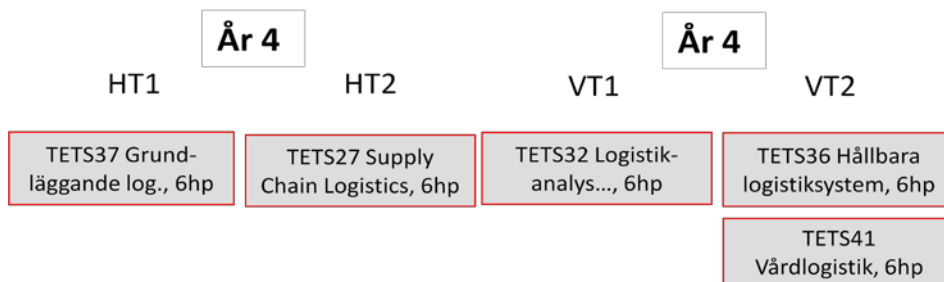 År 4
År 4
HT1
HT2
VT1
VT2
TETS37 Grund-
läggande log., 6hp
TETS27 Supply
Chain Logistics, 6hp
TETS32 Logistik-
analys..., 6hp
TETS36 Hållbara
logistiksystem, 6hp
TETS41
Vårdlogistik, 6hp